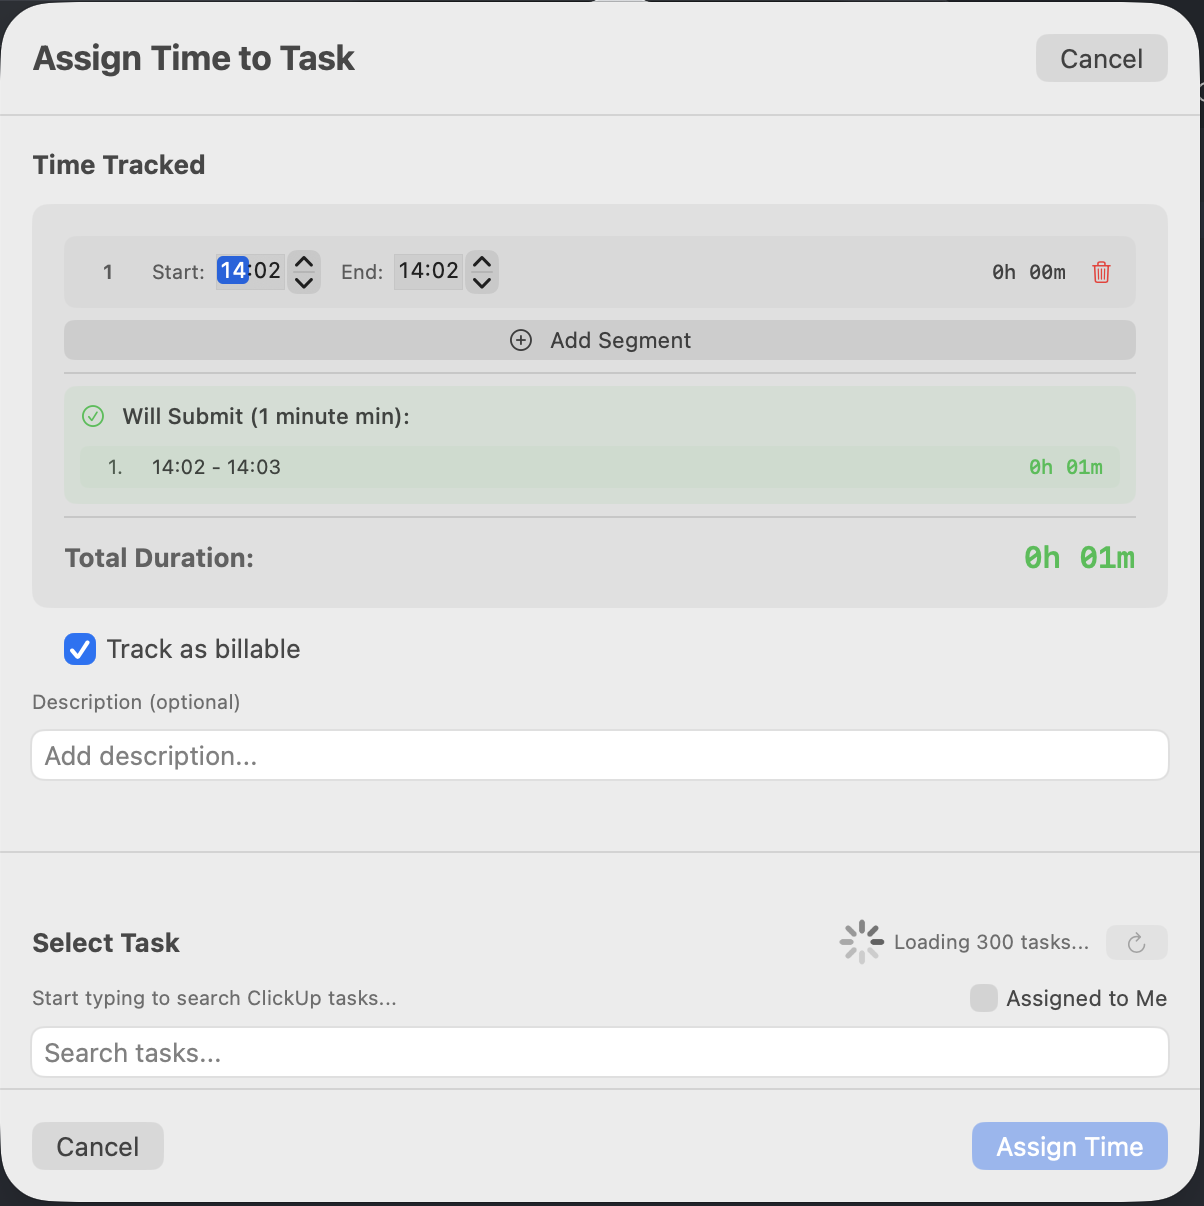 Assign Time to Task
Cancel
Time Tracked
1 Start: 14:02 End: 14:02 0h 00m
Add Segment
Will Submit (1 minute min):
1. 14:02 - 14:03 0h 01m
Total Duration: 0h 01m
Track as billable
Description (optional)
Add description...
Select Task
Loading 300 tasks...
Start typing to search ClickUp tasks...
Assigned to Me
Search tasks...
Cancel
Assign Time